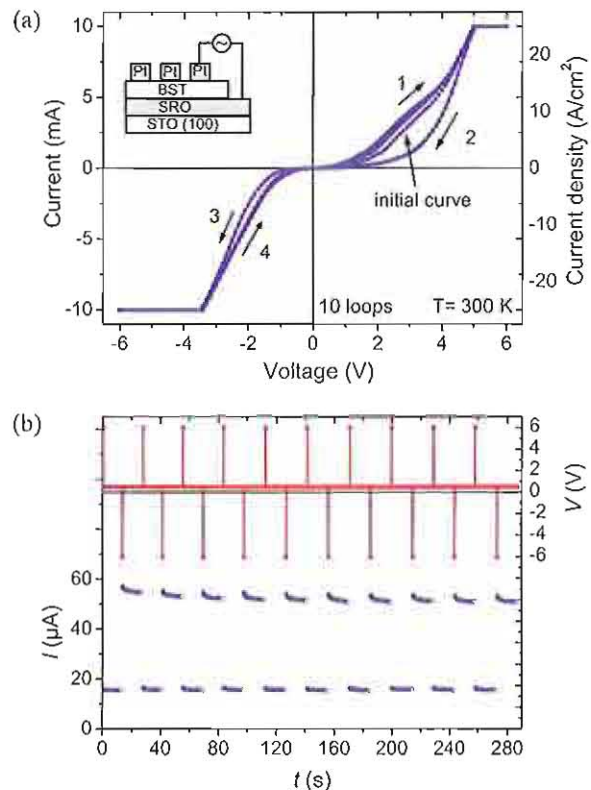 (a)
10
5
0
-5
-10
Current (mA)
20
10
0
-10
-20
Current density (A/cm²)
Pt Pt Pt
BST
SRO
STO (100)
1
2
initial curve
3
4
10 loops T= 300 K
-6 -4 -2 0 2 4 6
Voltage (V)
(b)
6
4
2
0
-2
-4
-6
V (V)
60
40
20
0
I (µA)
0 40 80 120 160 200 240 280
t (s)